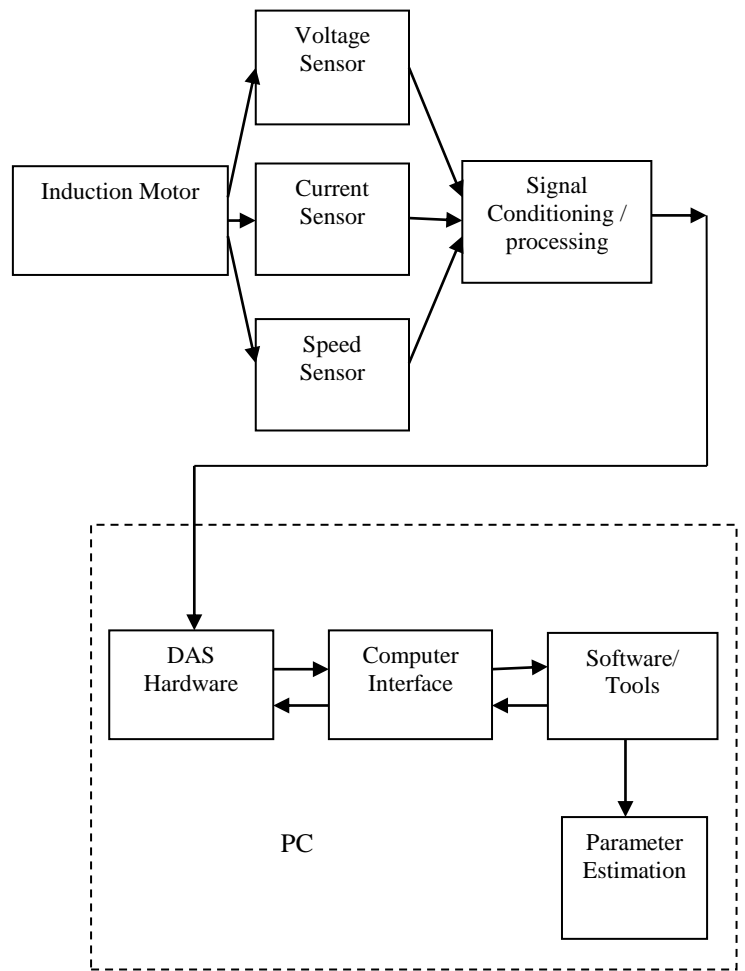 Voltage
Sensor
Induction Motor
Current
Sensor
Signal
Conditioning /
processing
Speed
Sensor
DAS
Hardware
Computer
Interface
Software/
Tools
PC
Parameter
Estimation